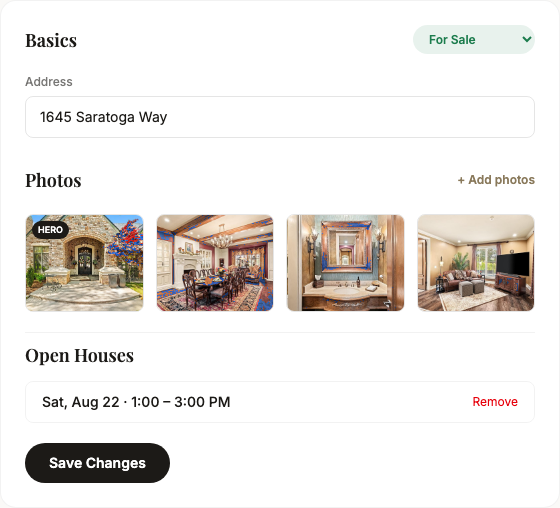 Basics
For Sale
Address
1645 Saratoga Way
Photos
+ Add photos
HERO
Open Houses
Sat, Aug 22 · 1:00 – 3:00 PM
Remove
Save Changes